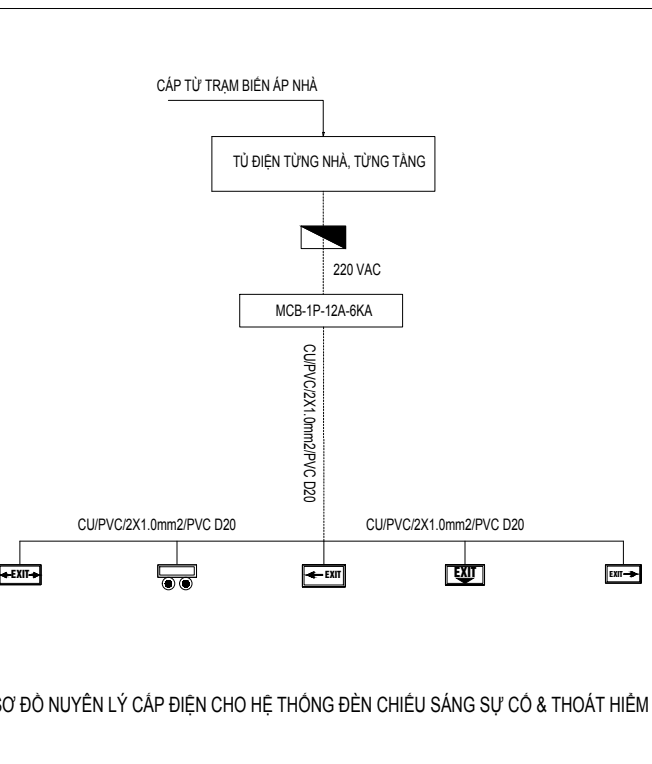 CÁP TỪ TRẠM BIẾN ÁP NHÀ
TỦ ĐIỆN TỪNG NHÀ, TỪNG TẦNG
220 VAC
MCB-1P-12A-6KA
CU/PVC/2X1.0mm2/PVC D20
CU/PVC/2X1.0mm2/PVC D20
CU/PVC/2X1.0mm2/PVC D20
EXIT
EXIT
EXIT
EXIT
SƠ ĐỒ NUYÊN LÝ CẤP ĐIỆN CHO HỆ THỐNG ĐÈN CHIẾU SÁNG SỰ CỐ & THOÁT HIỂM